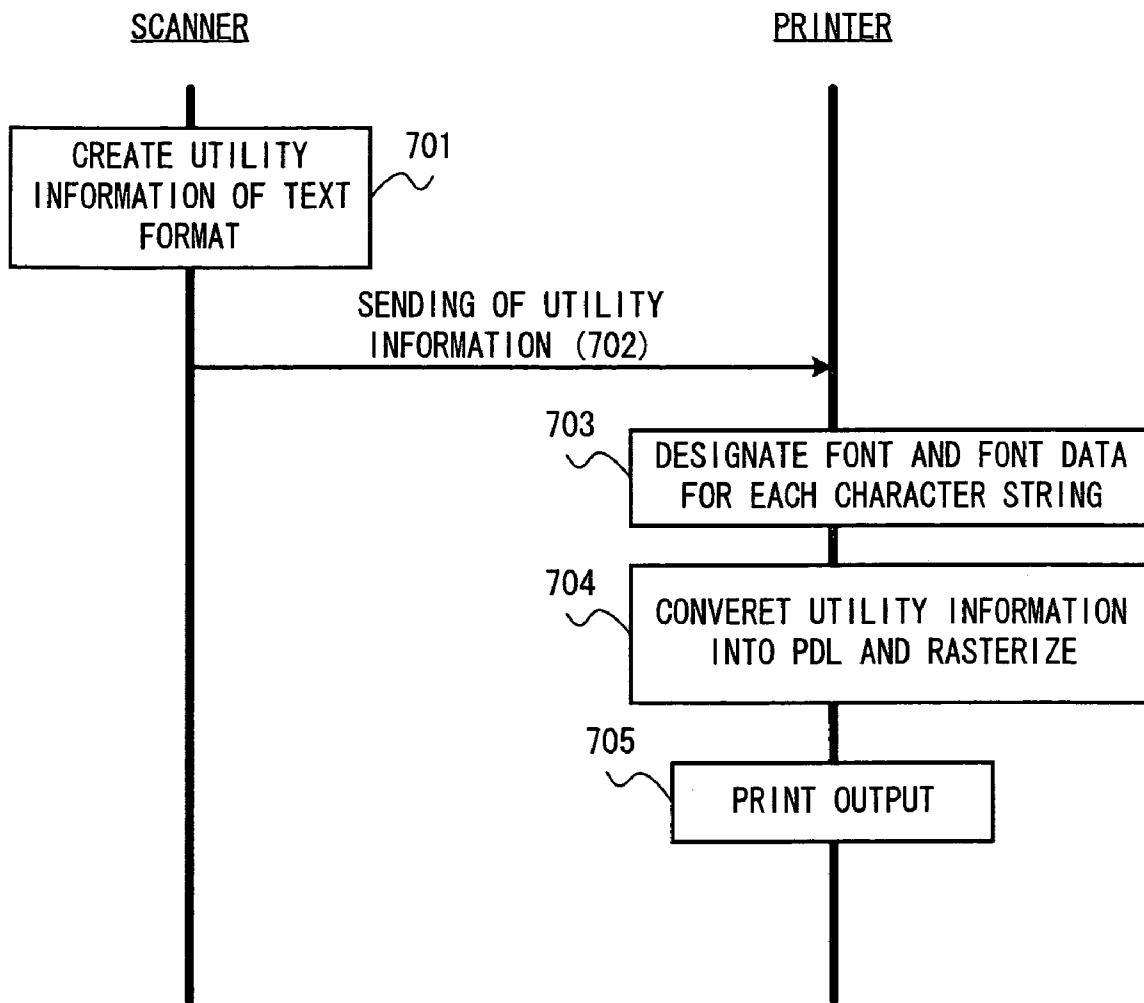 SCANNER
PRINTER
CREATE UTILITY
INFORMATION OF TEXT
FORMAT
701
SENDING OF UTILITY
INFORMATION (702)
703
DESIGNATE FONT AND FONT DATA
FOR EACH CHARACTER STRING
704
CONVERET UTILITY INFORMATION
INTO PDL AND RASTERIZE
705
PRINT OUTPUT